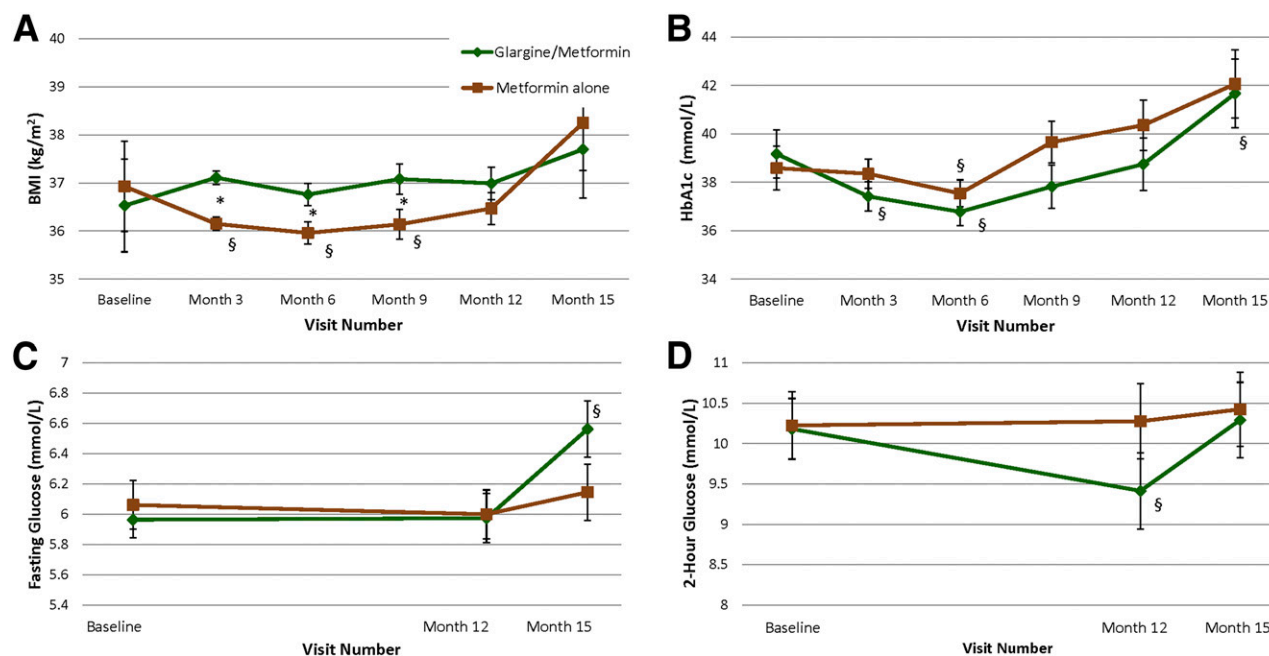 A
40
39
38
37
36
35
BMI (kg/m²)
Glargine/Metformin
Metformin alone
*
*
*
§
§
§
Baseline
Month 3
Month 6
Month 9
Month 12
Month 15
Visit Number
B
44
42
40
38
36
34
HbA1c (mmol/L)
§
§
§
§
Baseline
Month 3
Month 6
Month 9
Month 12
Month 15
Visit Number
C
7
6.8
6.6
6.4
6.2
6
5.8
5.6
5.4
Fasting Glucose (mmol/L)
§
Baseline
Month 12
Month 15
Visit Number
D
11
10.5
10
9.5
9
8.5
8
2-Hour Glucose (mmol/L)
§
Baseline
Month 12
Month 15
Visit Number